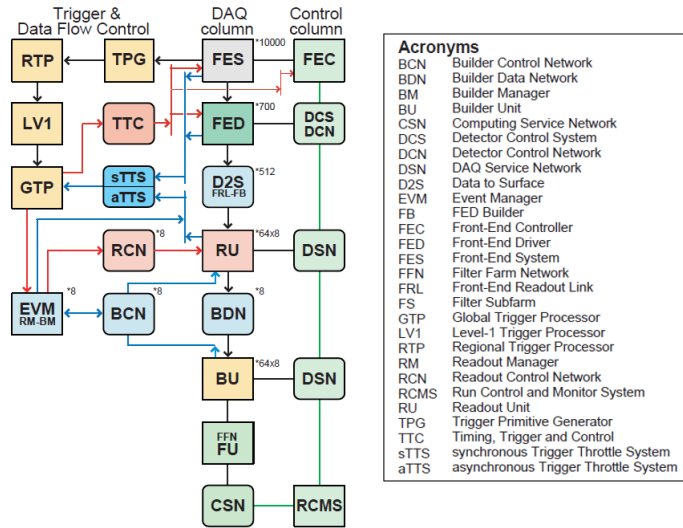 Trigger &
Data Flow Control
DAQ
column
Control
column
RTP
TPG
FES
*10000
FEC
LV1
TTC
FED
*700
DCS
DCN
GTP
sTTS
aTTS
D2S
FRL-FB
*512
RCN
*8
RU
*64x8
DSN
EVM
RM-BM
*8
BCN
*8
BDN
*8
BU
*64x8
DSN
FFN
FU
CSN
RCMS
Acronyms
BCN Builder Control Network
BDN Builder Data Network
BM Builder Manager
BU Builder Unit
CSN Computing Service Network
DCS Detector Control System
DCN Detector Control Network
DSN DAQ Service Network
D2S Data to Surface
EVM Event Manager
FB FED Builder
FEC Front-End Controller
FED Front-End Driver
FES Front-End System
FFN Filter Farm Network
FRL Front-End Readout Link
FS Filter Subfarm
GTP Global Trigger Processor
LV1 Level-1 Trigger Processor
RTP Regional Trigger Processor
RM Readout Manager
RCN Readout Control Network
RCMS Run Control and Monitor System
RU Readout Unit
TPG Trigger Primitive Generator
TTC Timing, Trigger and Control
sTTS synchronous Trigger Throttle System
aTTS asynchronous Trigger Throttle System